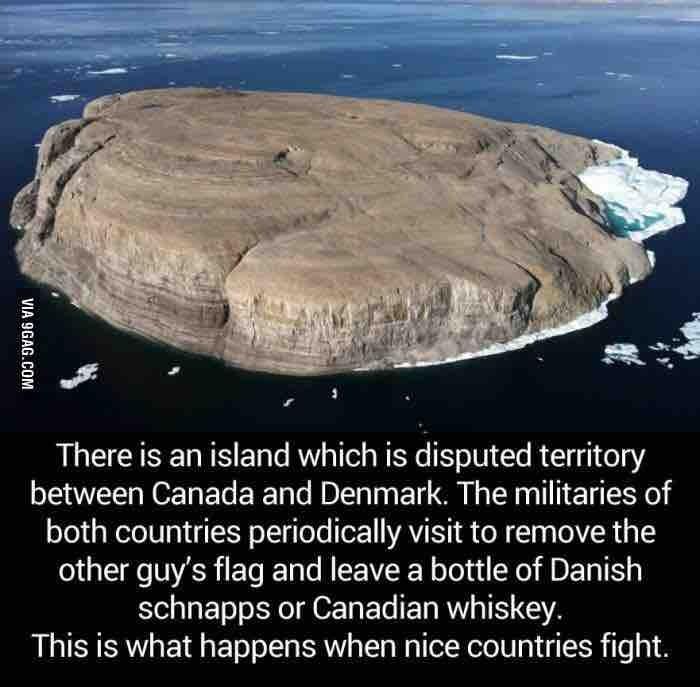 VIA 9GAG.COM
There is an island which is disputed territory
between Canada and Denmark. The militaries of
both countries periodically visit to remove the
other guy's flag and leave a bottle of Danish
schnapps or Canadian whiskey.
This is what happens when nice countries fight.